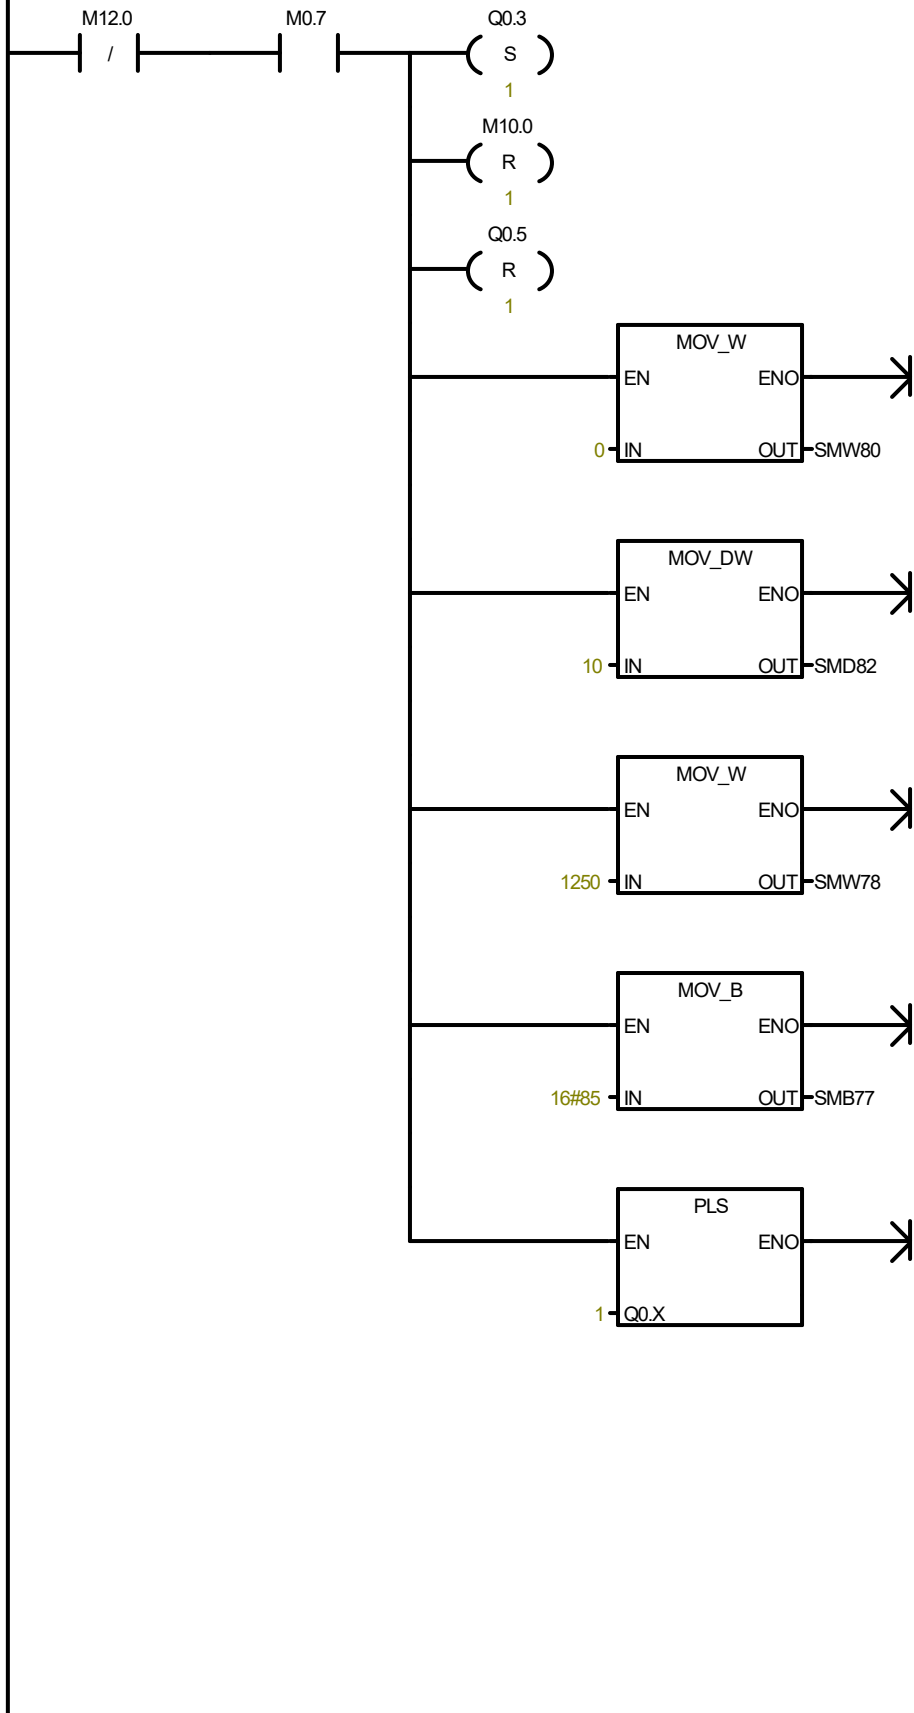 M12.0 M0.7 Q0.3
/ S
1
M10.0
R
1
Q0.5
R
1
MOV_W
EN ENO
0 IN OUT SMW80
MOV_DW
EN ENO
10 IN OUT SMD82
MOV_W
EN ENO
1250 IN OUT SMW78
MOV_B
EN ENO
16#85 IN OUT SMB77
PLS
EN ENO
1 Q0.X